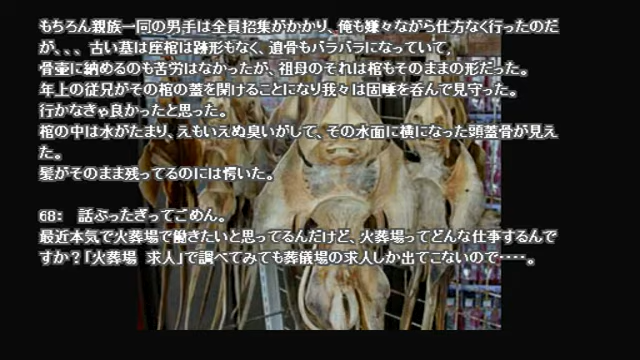 もちろん親族一同の男手は全員招集がかかり、俺も嫌々ながら仕方なく行ったのだ
が、、、 古い墓は座棺は跡形もなく、遺骨もバラバラになっていて,
骨壷に納めるのも苦労はなかったが、祖母のそれは棺もそのままの形だった。
年上の従兄がその棺の蓋を開けることになり我々は固唾を呑んで見守った。
行かなきゃ良かったと思った。
棺の中は水がたまり、えもいえぬ臭いがして、その水面に横になった頭蓋骨が見え
た。
髪がそのまま残ってるのには愕いた。
68: 話ぶったぎってごめん。
最近本気で火葬場で働きたいと思ってるんだけど、火葬場ってどんな仕事するんで
すか?「火葬場 求人」で調べてみても葬儀場の求人しか出てこないので‥‥。